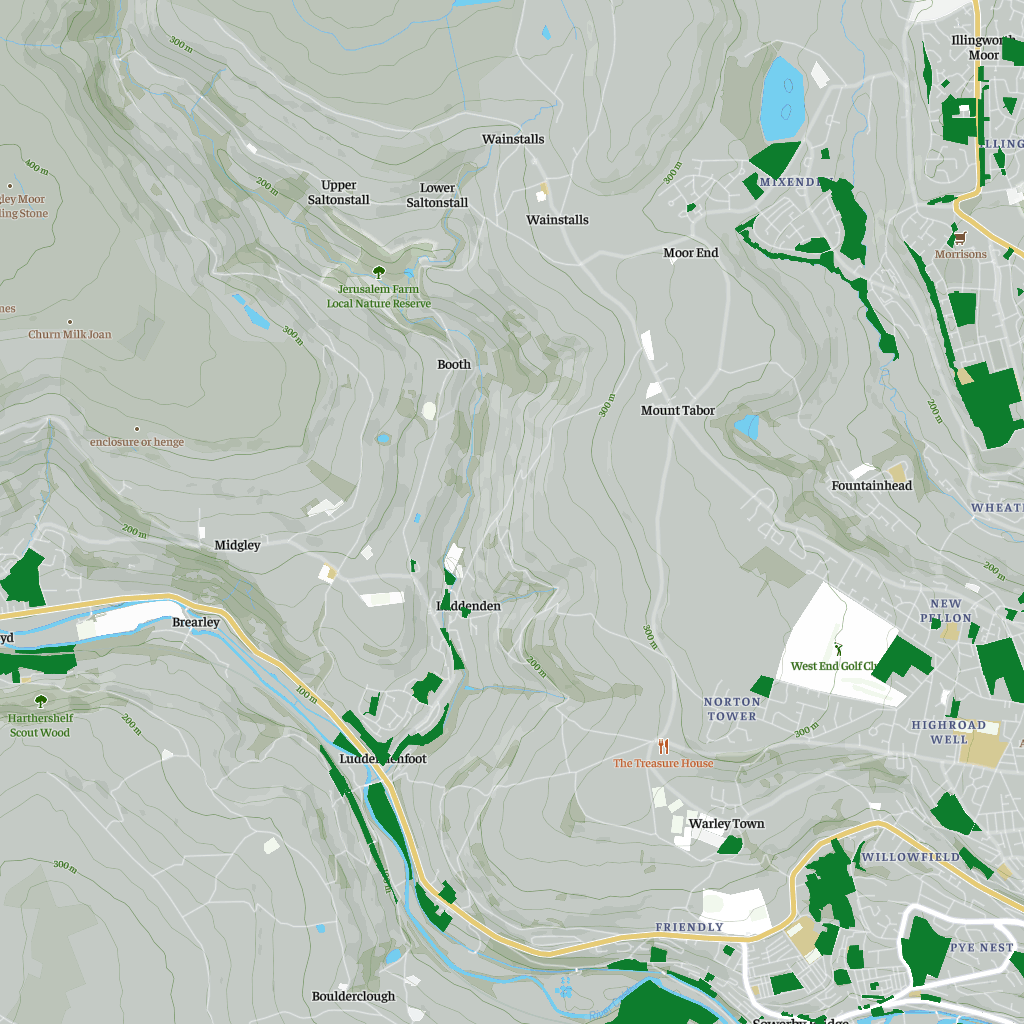 300 m
Illingworth
Moor
Wainstalls
400 m
300 m
ILLING
200 m
Upper
Saltonstall
Lower
Saltonstall
MIXENDEN
gley Moor
ling Stone
Wainstalls
Moor End
Morrisons
Jerusalem Farm
Local Nature Reserve
nes
Churn Milk Joan
300 m
Booth
300 m
Mount Tabor
200 m
enclosure or henge
Fountainhead
WHEATI
200 m
Midgley
200 m
Luddenden
NEW
PELLON
Brearley
yd
300 m
West End Golf Clu
200 m
100 m
NORTON
TOWER
Harthershelf
Scout Wood
200 m
300 m
HIGHROAD
WELL
Luddendenfoot
The Treasure House
Warley Town
WILLOWFIELD
300 m
100 m
FRIENDLY
PYE NEST
Boulderclough
River C
Sowerby Bridge